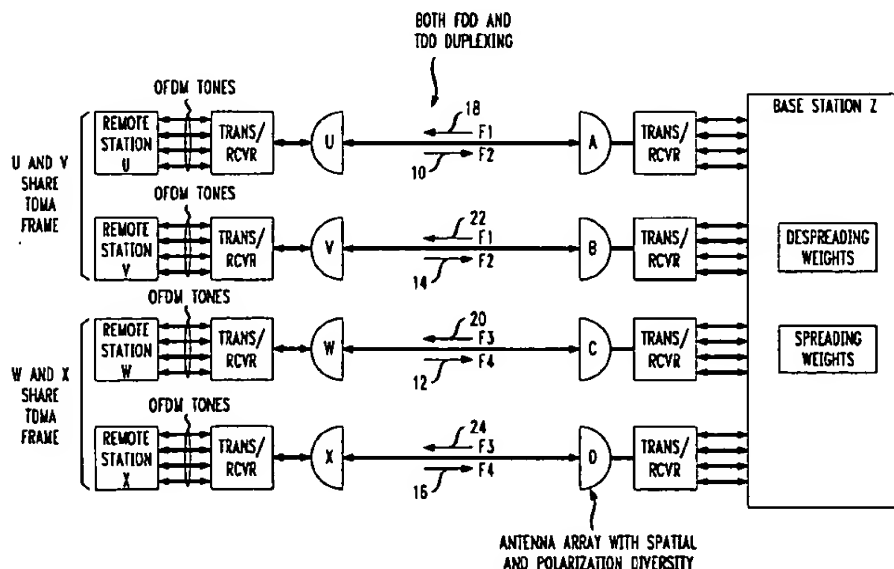 BOTH FDD AND
TDD DUPLEXING
OFDM TONES
REMOTE
STATION
U
TRANS/
RCVR
U
18
F1
10
F2
A
TRANS/
RCVR
BASE STATION Z
U AND V
SHARE
TDMA
FRAME
OFDM TONES
REMOTE
STATION
V
TRANS/
RCVR
V
22
F1
14
F2
B
TRANS/
RCVR
DESPREADING
WEIGHTS
OFDM TONES
REMOTE
STATION
W
TRANS/
RCVR
W
20
F3
12
F4
C
TRANS/
RCVR
SPREADING
WEIGHTS
W AND X
SHARE
TDMA
FRAME
OFDM TONES
REMOTE
STATION
X
TRANS/
RCVR
X
24
F3
16
F4
D
TRANS/
RCVR
ANTENNA ARRAY WITH SPATIAL
AND POLARIZATION DIVERSITY